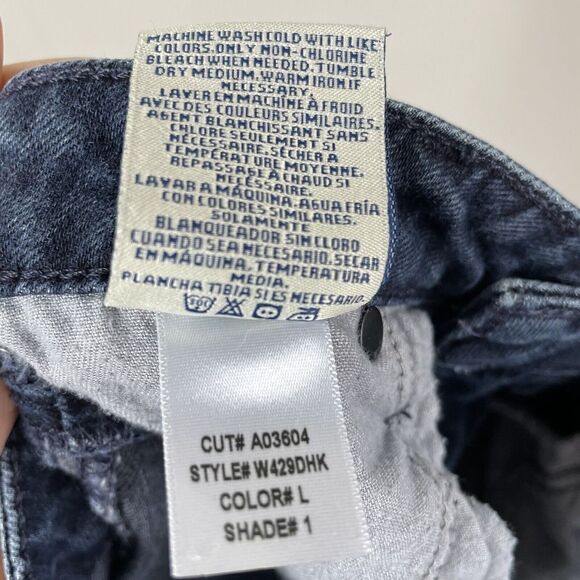 MACHINE WASH COLD WITH LIKE
COLORS. ONLY NON-CHLORINE
BLEACH WHEN NEEDED. TUMBLE
DRY MEDIUM. WARM IRON IF
NECESSARY.
LAVER EN MACHINE À FROID
AVEC DES COULEURS SIMILAIRES.
AGENT BLANCHISSANT SANS
CHLORE SEULEMENT SI
NÉCESSAIRE. SÉCHER A
TEMPÉRATURE MOYENNE.
REPASSAGE À CHAUD SI
NÉCESSAIRE.
LAVAR A MÁQUINA. AGUA FRÍA
CON COLORES SIMILARES.
SOLAMENTE
BLANQUEADOR SIN CLORO
CUANDO SEA NECESARIO. SECAR
EN MÁQUINA. TEMPERATURA
MEDIA.
PLANCHA TIBIA SI ES NECESARIO.
CUT# A03604
STYLE# W429DHK
COLOR# L
SHADE# 1